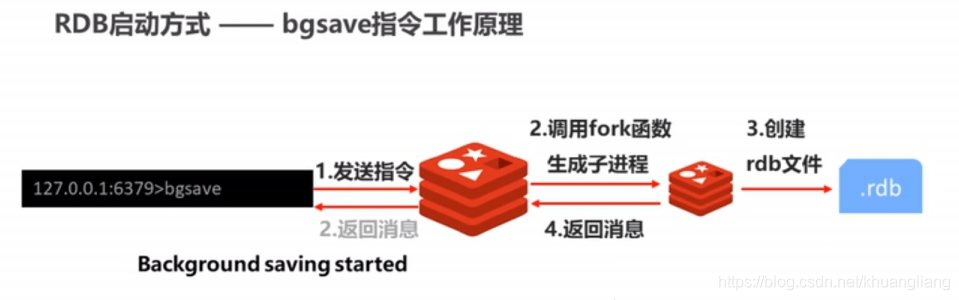 RDB启动方式 —— bgsave指令工作原理
2.调用fork函数
3.创建
1.发送指令
生成子进程
rdb文件
127.0.0.1:6379>bgsave
.rdb
2.返回消息
4.返回消息
Background saving started
https://blog.csdn.net/khuangliang